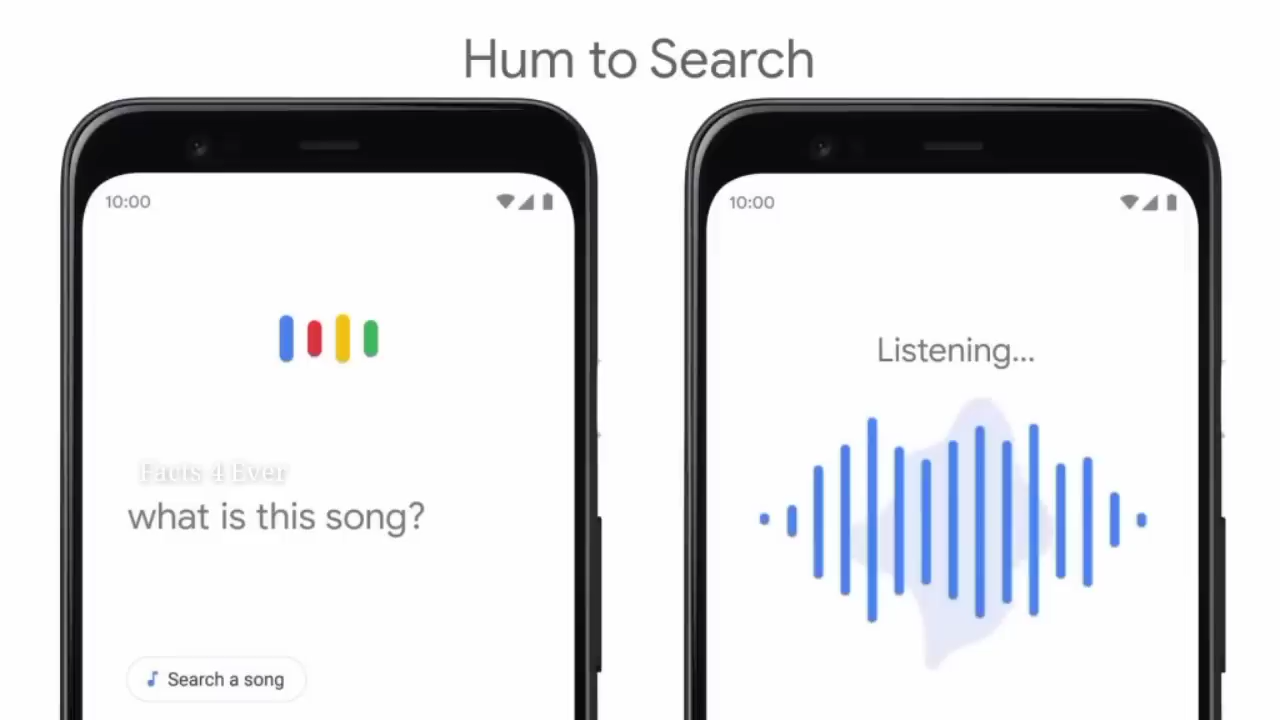 Hum to Search
10:00
Facts 4 Ever
what is this song?
Search a song
10:00
Listening...